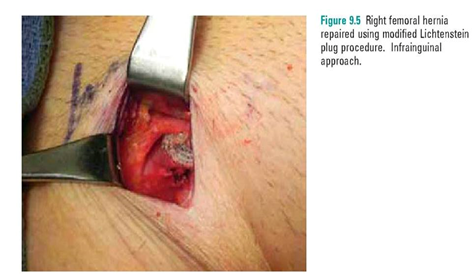 Figure 9.5 Right femoral hernia
repaired using modified Lichtenstein
plug procedure. Infrainguinal
approach.